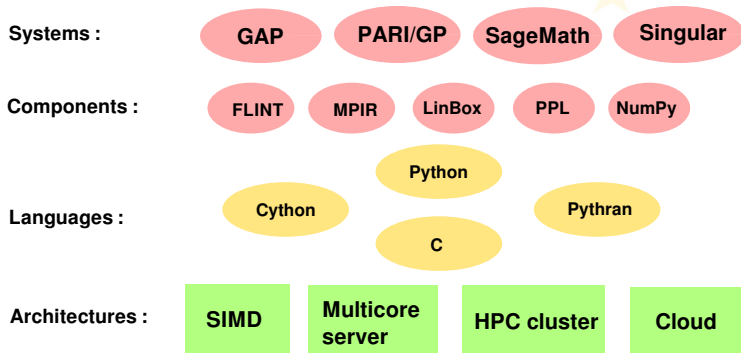 Systems : GAP PARI/GP SageMath Singular
Components : FLINT MPIR LinBox PPL NumPy
Python
Languages : Cython Pythran
C
Architectures : SIMD Multicore server HPC cluster Cloud